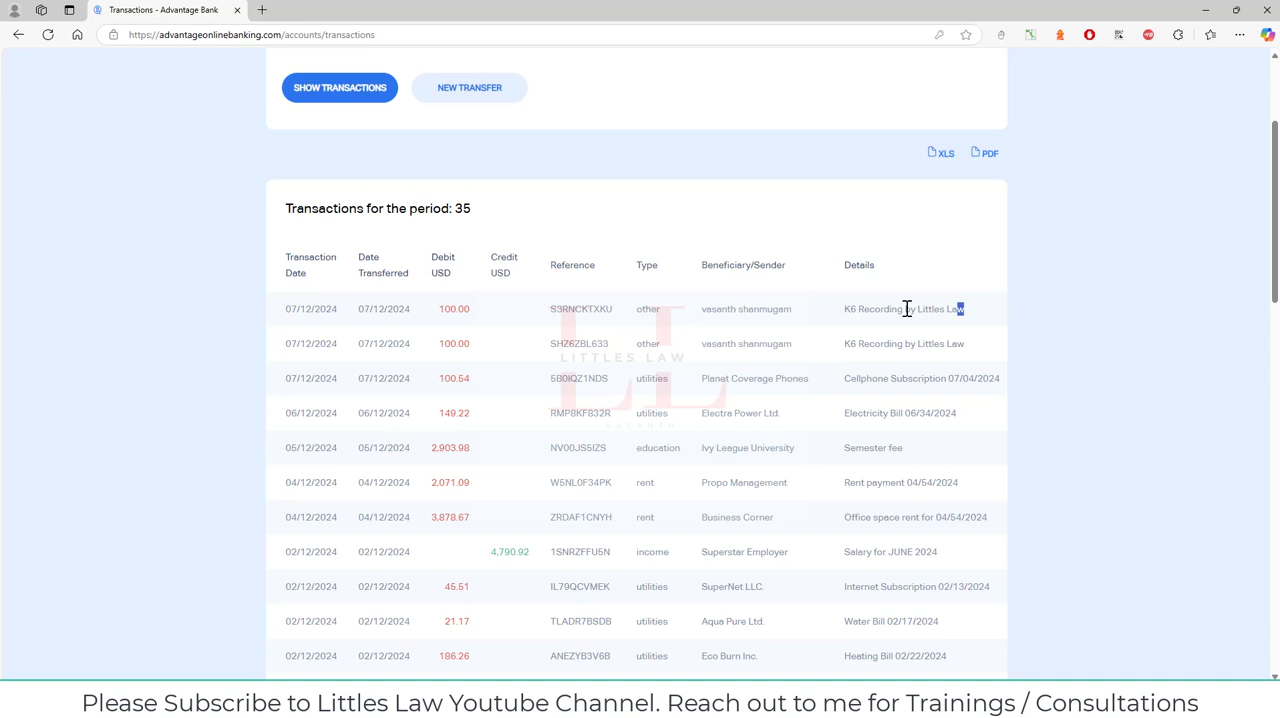 Transactions - Advantage Bank
https://advantageonlinebanking.com/accounts/transactions
SHOW TRANSACTIONS NEW TRANSFER
XLS PDF
Transactions for the period: 35
Transaction Date Date Transferred Debit USD Credit USD Reference Type Beneficiary/Sender Details
07/12/2024 07/12/2024 100.00 S3RNCKTXKU other vasanth shanmugam K6 Recording by Littles Law
07/12/2024 07/12/2024 100.00 SHZ6ZBL633 other vasanth shanmugam K6 Recording by Littles Law
LITTLES LAW
07/12/2024 07/12/2024 100.54 5B0IQZ1NDS utilities Planet Coverage Phones Cellphone Subscription 07/04/2024
LL
06/12/2024 06/12/2024 149.22 RMP8KF832R utilities Electra Power Ltd. Electricity Bill 06/34/2024
VASANTH
05/12/2024 05/12/2024 2,903.98 NV00JS5IZS education Ivy League University Semester fee
04/12/2024 04/12/2024 2,071.09 W5NL0F34PK rent Propo Management Rent payment 04/54/2024
04/12/2024 04/12/2024 3,878.67 ZRDAF1CNYH rent Business Corner Office space rent for 04/54/2024
02/12/2024 02/12/2024 4,790.92 1SNRZFFU5N income Superstar Employer Salary for JUNE 2024
02/12/2024 02/12/2024 45.51 IL79QCVMEK utilities SuperNet LLC. Internet Subscription 02/13/2024
02/12/2024 02/12/2024 21.17 TLADR7BSDB utilities Aqua Pure Ltd. Water Bill 02/17/2024
02/12/2024 02/12/2024 186.26 ANEZYB3V6B utilities Eco Burn Inc. Heating Bill 02/22/2024
Please Subscribe to Littles Law Youtube Channel. Reach out to me for Trainings / Consultations